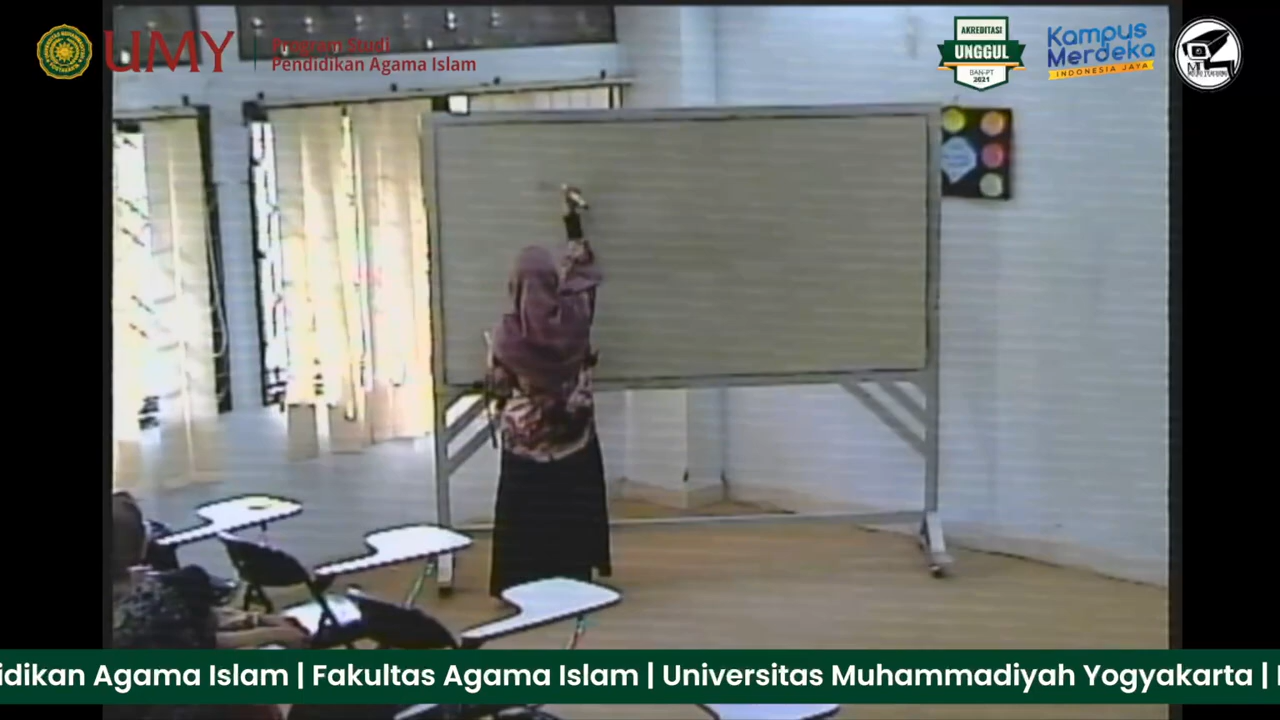 UMY
Program Studi
Pendidikan Agama Islam
AKREDITASI
UNGGUL
BAN-PT
2021
Kampus
Merdeka
INDONESIA JAYA
idikan Agama Islam | Fakultas Agama Islam | Universitas Muhammadiyah Yogyakarta |